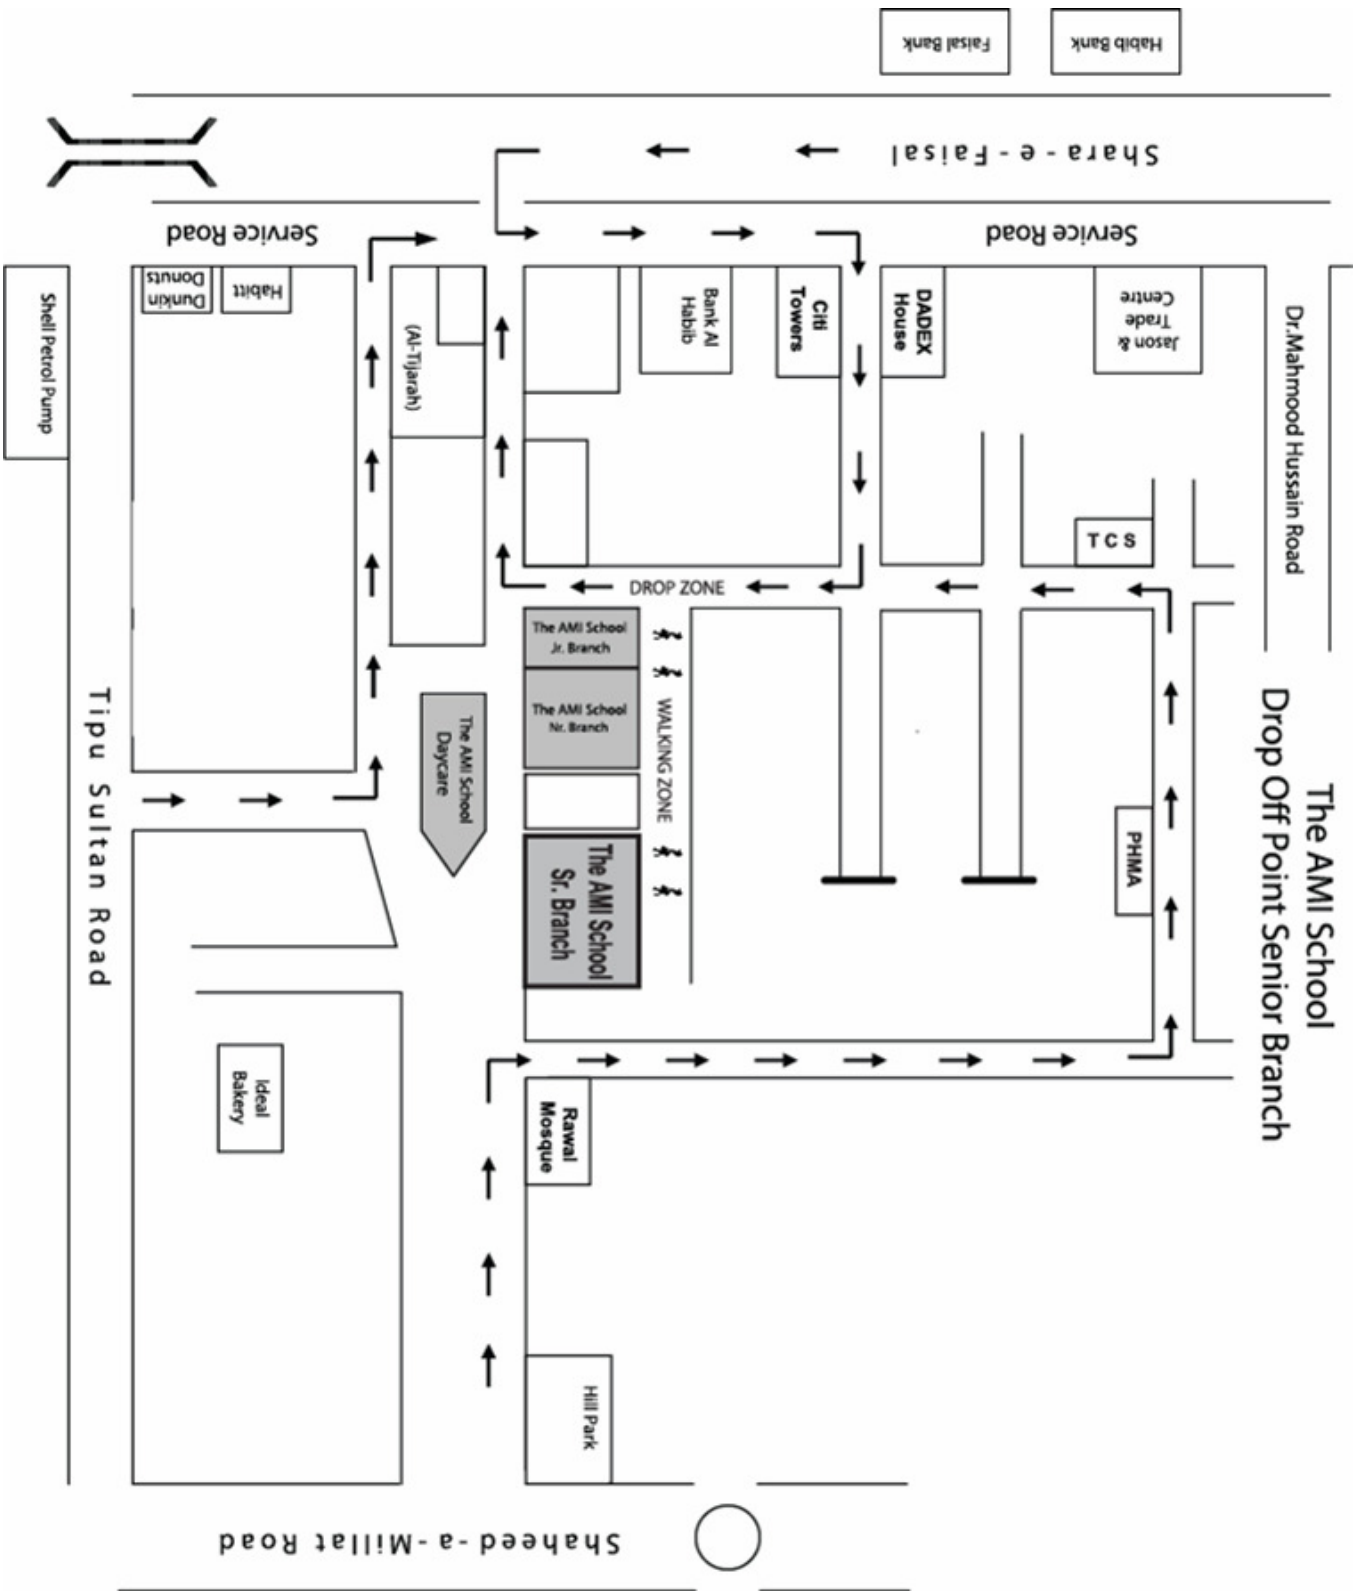 Faisal Bank
Habib Bank
Shara - e - Faisal
Service Road
Service Road
Shell Petrol Pump
Dunkin
Donuts
Habitt
(Al-Tijarah)
Bank Al
Habib
Citi
Towers
DADEX
House
Jason &
Trade
Centre
Dr.Mahmood Hussain Road
T C S
DROP ZONE
The AMI School
Jr. Branch
The AMI School
Nr. Branch
WALKING ZONE
The AMI School
Daycare
The AMI School
Sr. Branch
Tipu Sultan Road
PHMA
The AMI School
Drop Off Point Senior Branch
Ideal
Bakery
Rawal
Mosque
Hill Park
Shaheed - a - Millat Road